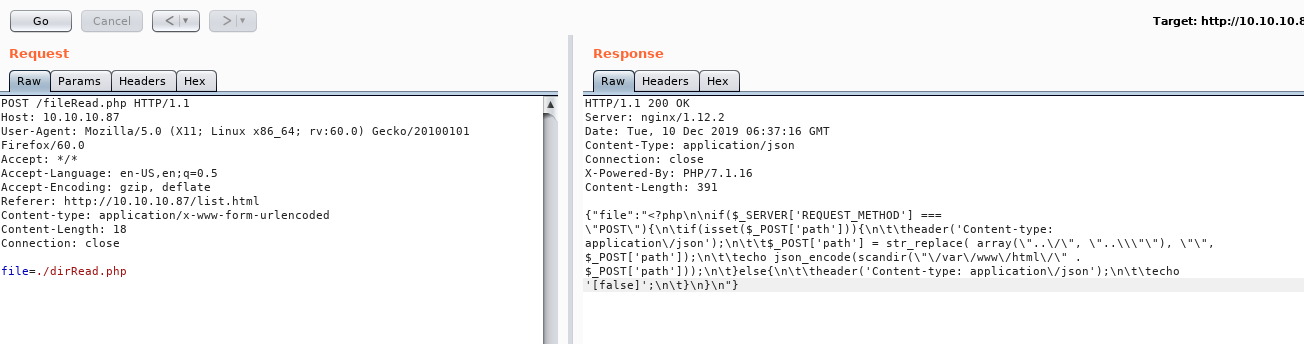 Go Cancel < > Target: http://10.10.10.8
Request
Raw Params Headers Hex
POST /fileRead.php HTTP/1.1
Host: 10.10.10.87
User-Agent: Mozilla/5.0 (X11; Linux x86_64; rv:60.0) Gecko/20100101
Firefox/60.0
Accept: */*
Accept-Language: en-US,en;q=0.5
Accept-Encoding: gzip, deflate
Referer: http://10.10.10.87/list.html
Content-type: application/x-www-form-urlencoded
Content-Length: 18
Connection: close
file=./dirRead.php
Response
Raw Headers Hex
HTTP/1.1 200 OK
Server: nginx/1.12.2
Date: Tue, 10 Dec 2019 06:37:16 GMT
Content-Type: application/json
Connection: close
X-Powered-By: PHP/7.1.16
Content-Length: 391
{"file":"<?php\n\nif($_SERVER['REQUEST_METHOD'] ===
\"POST\"){\n\tif(isset($_POST['path'])){\n\t\theader('Content-type:
application\/json');\n\t\t$_POST['path'] = str_replace( array(\"..\/\", \"..\\\"\"), \"\",
$_POST['path']);\n\t\techo json_encode(scandir(\"\/var\/www\/html\/\" .
$_POST['path']));\n\t}else{\n\t\theader('Content-type: application\/json');\n\t\techo
'[false]';\n\t}\n}\n"}